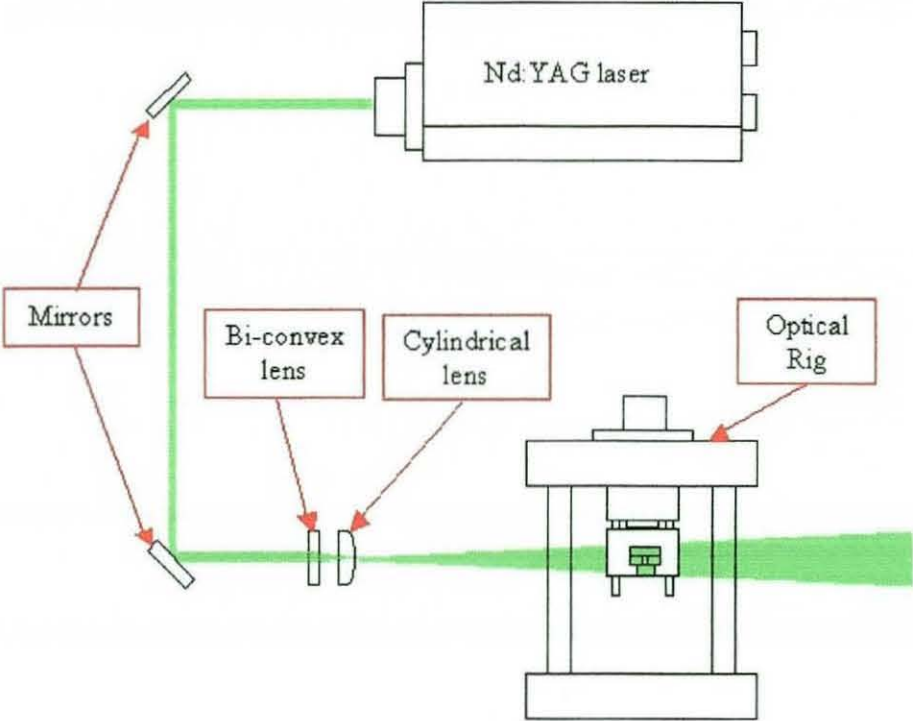 Nd:YAG laser
Mirrors
Bi-convex
lens
Cylindrical
lens
Optical
Rig